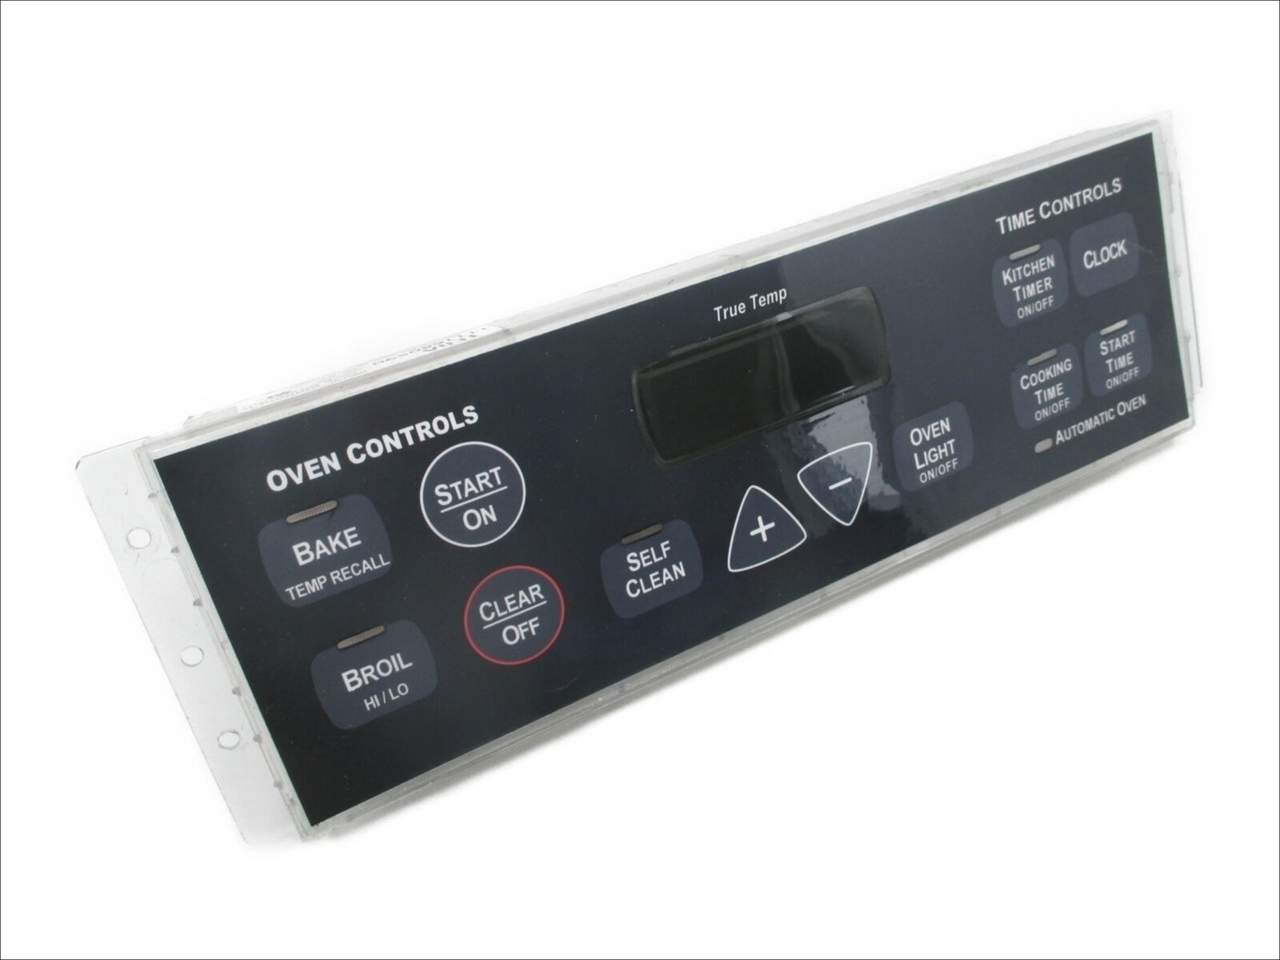 OVEN CONTROLS
BAKE
TEMP RECALL
START
ON
BROIL
HI / LO
CLEAR
OFF
SELF
CLEAN
True Temp
+
−
OVEN
LIGHT
ON/OFF
TIME CONTROLS
KITCHEN
TIMER
ON/OFF
CLOCK
COOKING
TIME
ON/OFF
START
TIME
ON/OFF
AUTOMATIC OVEN